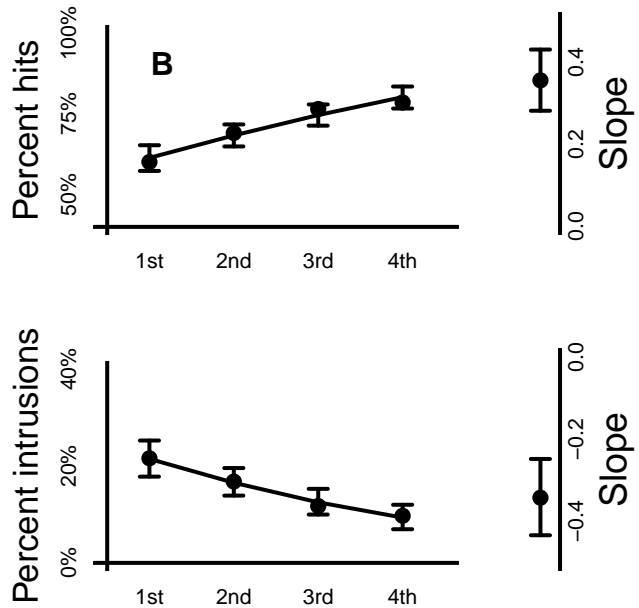 Percent hits
100%
75%
50%
B
1st 2nd 3rd 4th
0.4
0.2
0.0
Slope
Percent intrusions
40%
20%
0%
1st 2nd 3rd 4th
0.0
−0.2
−0.4
Slope